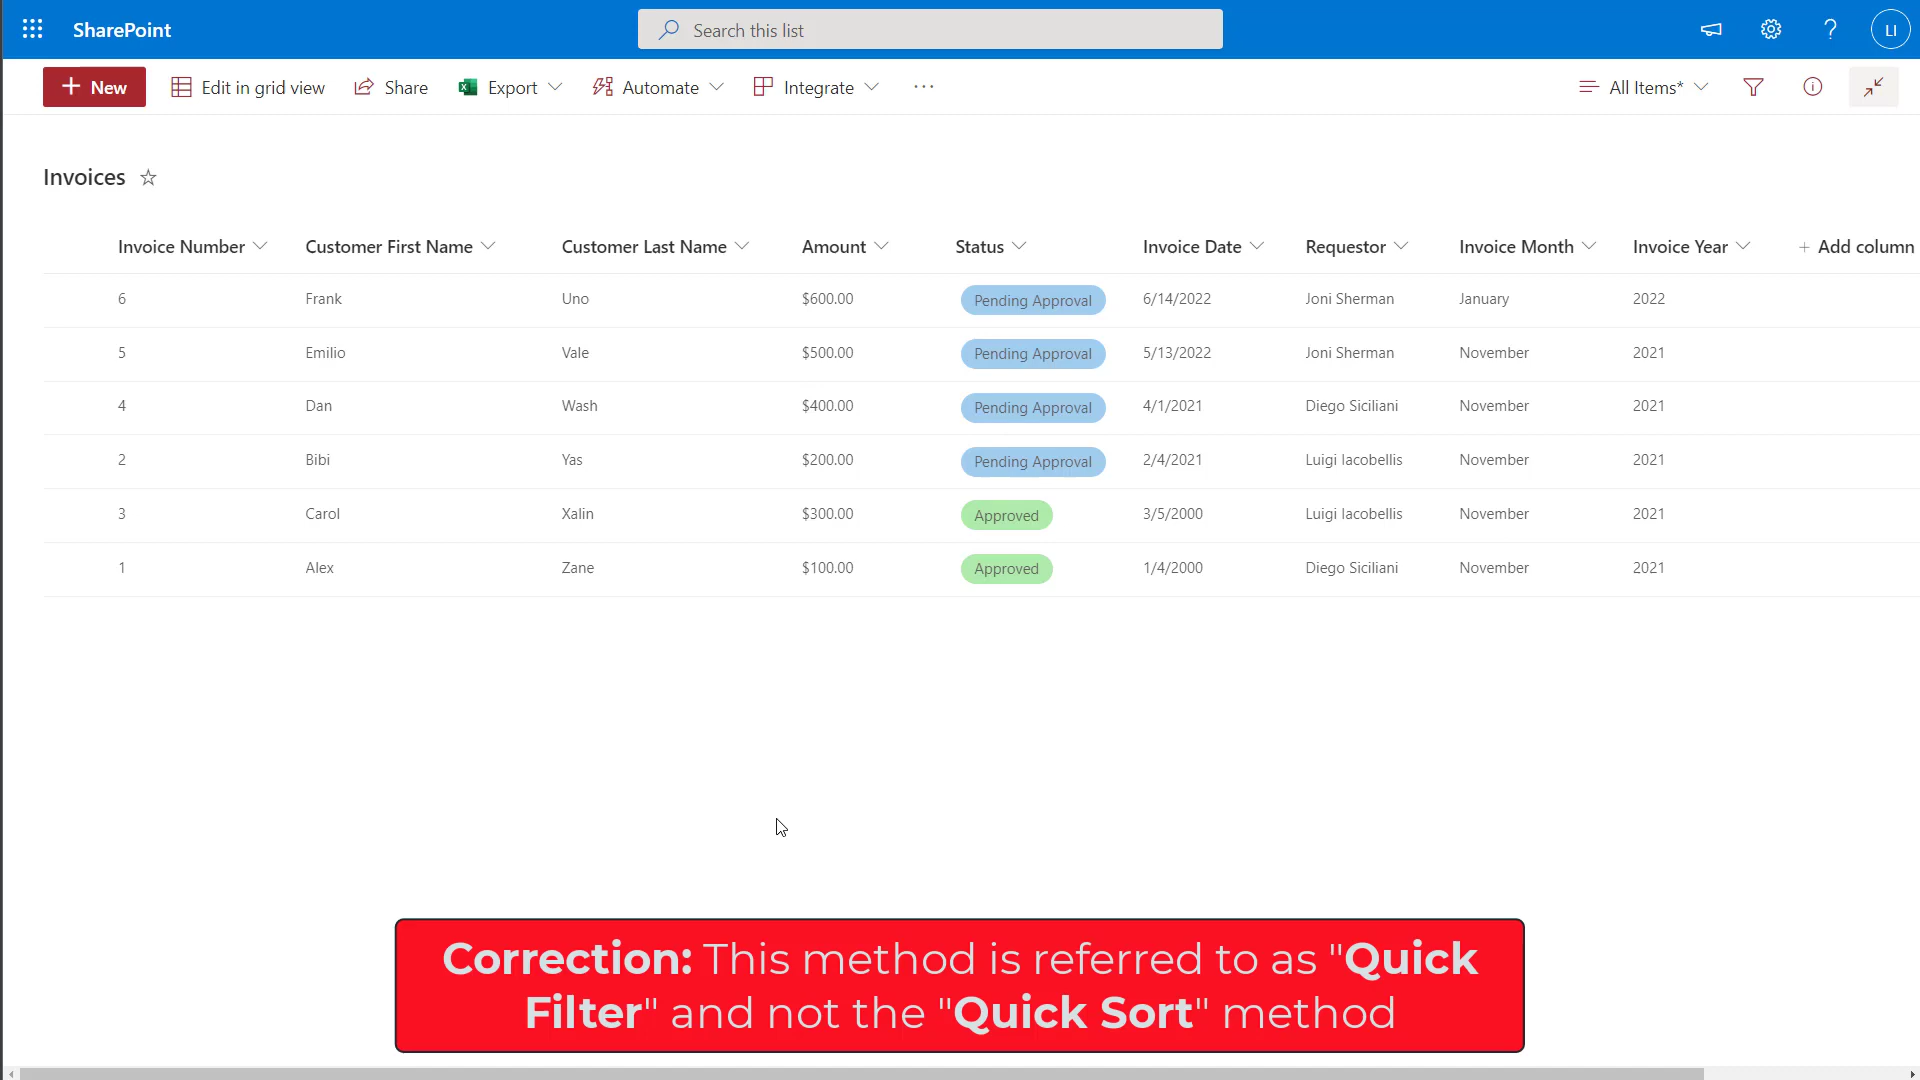 SharePoint
Search this list
LI
New
Edit in grid view
Share
Export
Automate
Integrate
All Items*
Invoices
Invoice Number Customer First Name Customer Last Name Amount Status Invoice Date Requestor Invoice Month Invoice Year + Add column
6 Frank Uno $600.00 Pending Approval 6/14/2022 Joni Sherman January 2022
5 Emilio Vale $500.00 Pending Approval 5/13/2022 Joni Sherman November 2021
4 Dan Wash $400.00 Pending Approval 4/1/2021 Diego Siciliani November 2021
2 Bibi Yas $200.00 Pending Approval 2/4/2021 Luigi Iacobellis November 2021
3 Carol Xalin $300.00 Approved 3/5/2000 Luigi Iacobellis November 2021
1 Alex Zane $100.00 Approved 1/4/2000 Diego Siciliani November 2021
Correction: This method is referred to as "Quick
Filter" and not the "Quick Sort" method